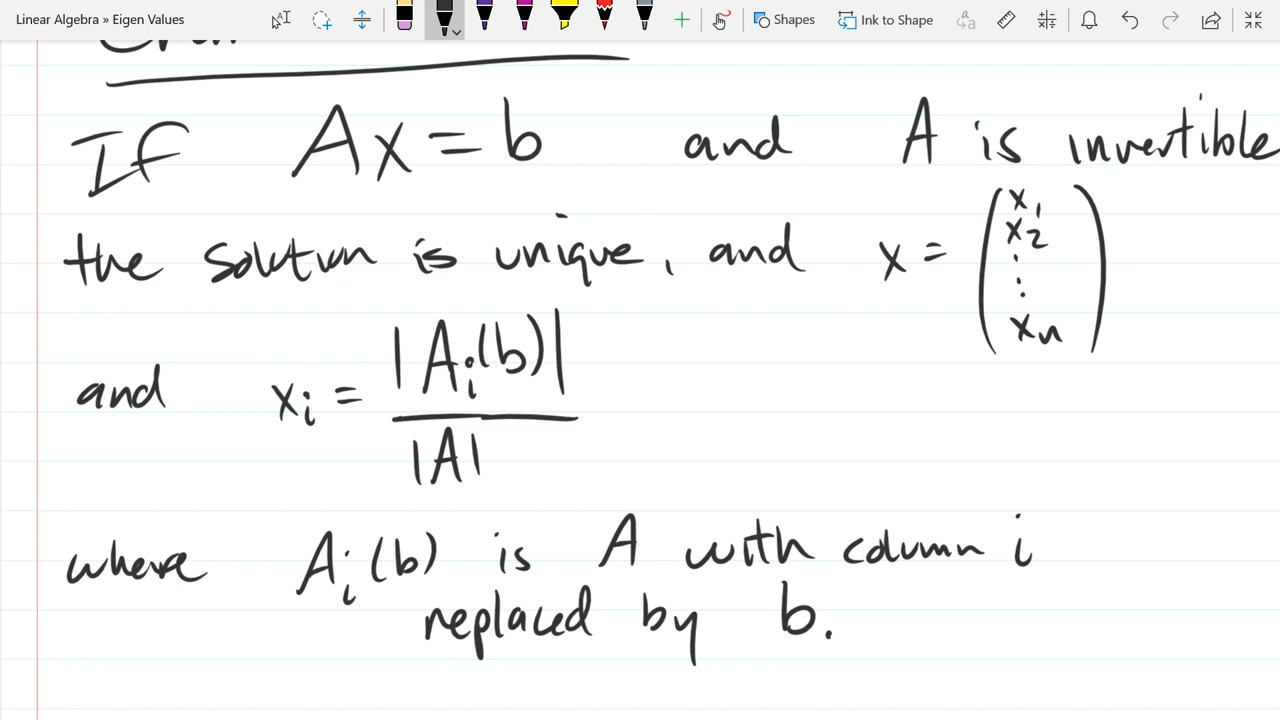 Linear Algebra » Eigen Values
Shapes
Ink to Shape
If Ax = b and A is invertible
the solution is unique, and x = (x₁
x₂
⋮
xₙ)
and xᵢ = |Aᵢ(b)|
|A|
where Aᵢ(b) is A with column i
replaced by b.